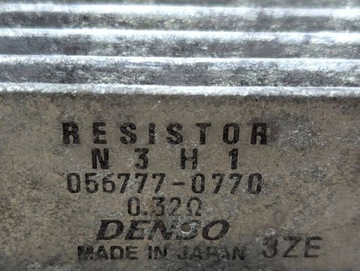 RESISTOR
N3H1
056777-0770
0.32Ω
DENSO
MADE IN JAPAN 3ZE